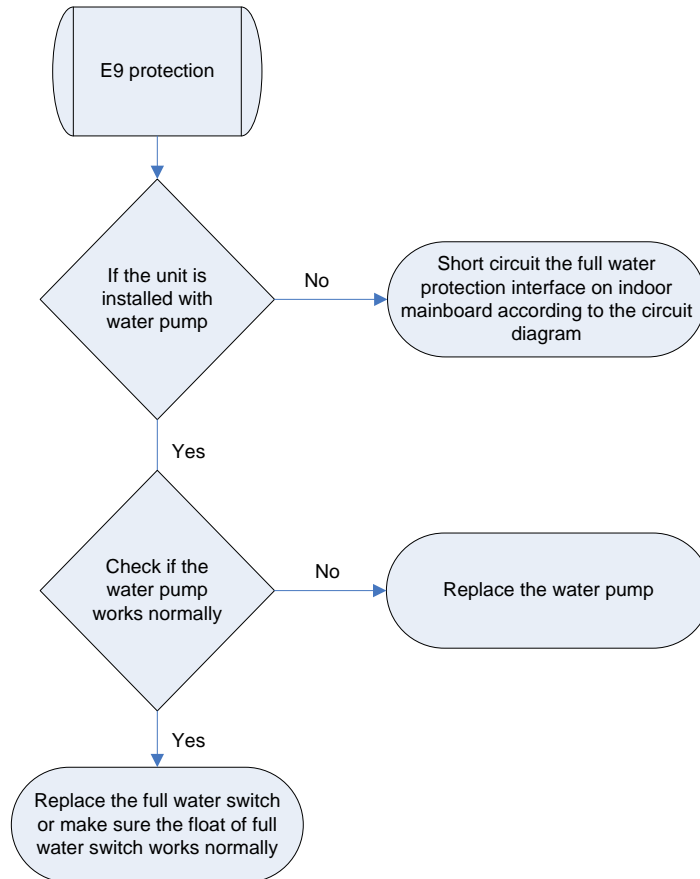 E9 protection
If the unit is
installed with
water pump
No
Short circuit the full water
protection interface on indoor
mainboard according to the circuit
diagram
Yes
Check if the
water pump
works normally
No
Replace the water pump
Yes
Replace the full water switch
or make sure the float of full
water switch works normally